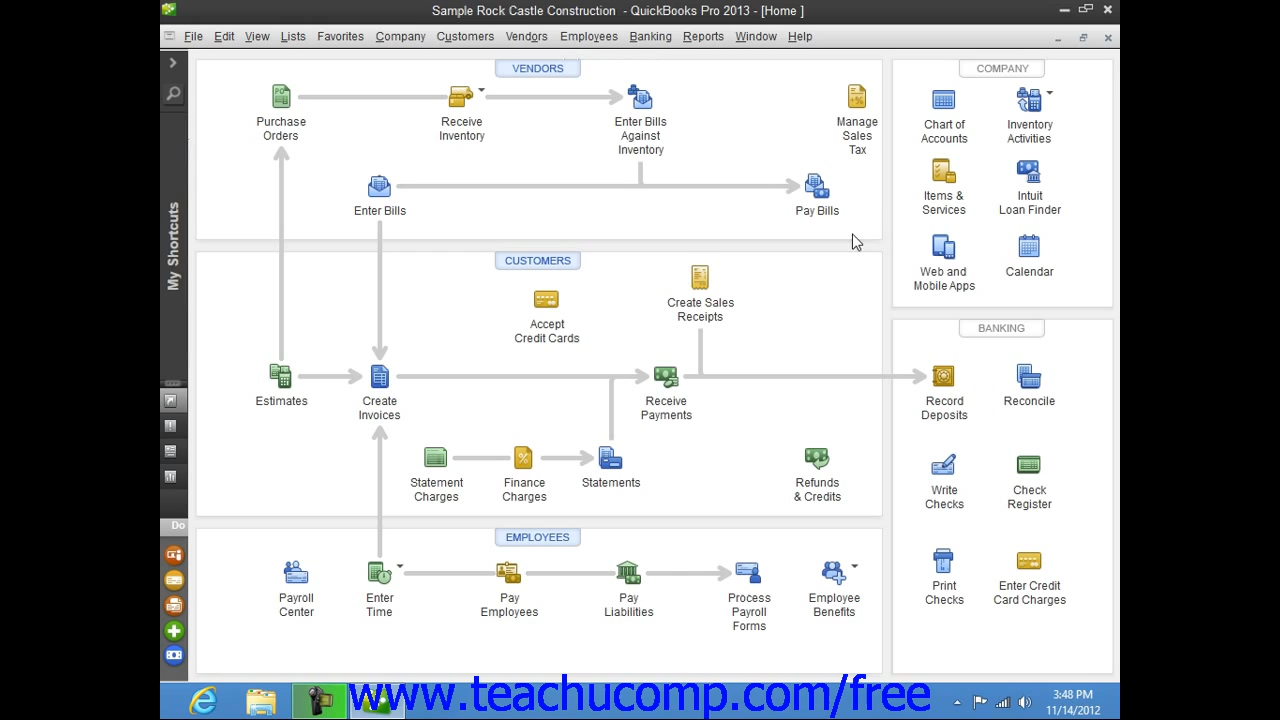 Sample Rock Castle Construction - QuickBooks Pro 2013 - [Home ]
File Edit View Lists Favorites Company Customers Vendors Employees Banking Reports Window Help
My Shortcuts
Do
VENDORS
Purchase
Orders
Receive
Inventory
Enter Bills
Against
Inventory
Manage
Sales
Tax
Enter Bills
Pay Bills
CUSTOMERS
Accept
Credit Cards
Create Sales
Receipts
Estimates
Create
Invoices
Receive
Payments
Statement
Charges
Finance
Charges
Statements
Refunds
& Credits
EMPLOYEES
Payroll
Center
Enter
Time
Pay
Employees
Pay
Liabilities
Process
Payroll
Forms
Employee
Benefits
COMPANY
Chart of
Accounts
Inventory
Activities
Items &
Services
Intuit
Loan Finder
Web and
Mobile Apps
Calendar
BANKING
Record
Deposits
Reconcile
Write
Checks
Check
Register
Print
Checks
Enter Credit
Card Charges
www.teachucomp.com/free
3:48 PM
11/14/2012